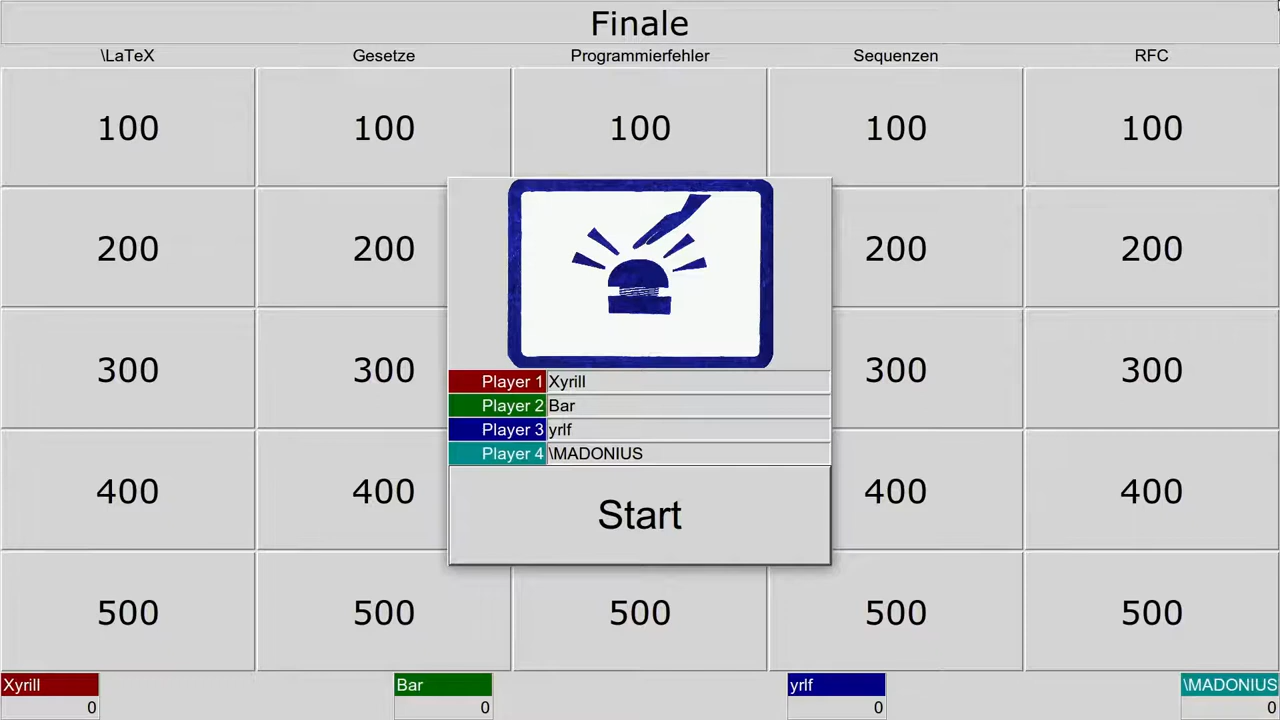 Finale
\LaTeX Gesetze Programmierfehler Sequenzen RFC
100 100 100 100 100
200 200 200 200
300 300 300 300
Player 1 Xyrill
Player 2 Bar
Player 3 yrlf
Player 4 \MADONIUS
400 400 400 400
Start
500 500 500 500 500
Xyrill Bar yrlf \MADONIUS
0 0 0 0